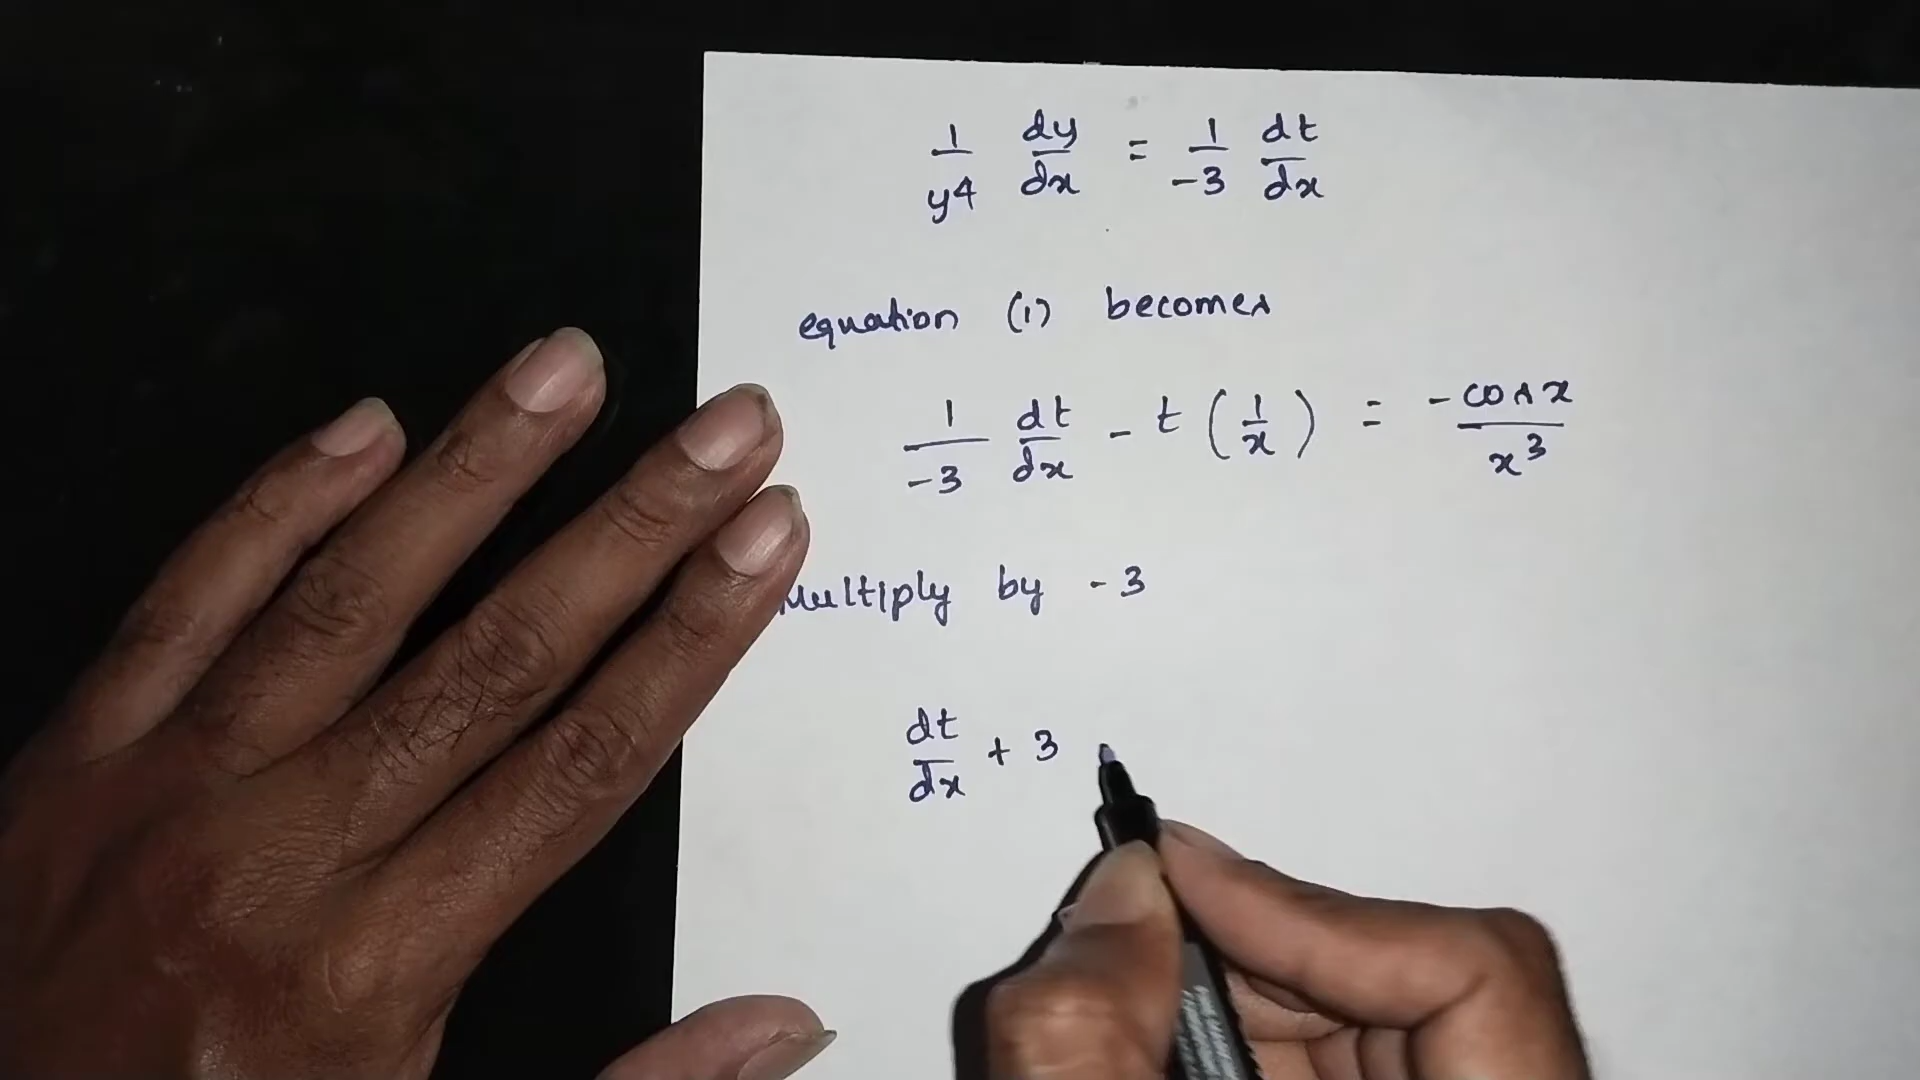 1/y4 dy/dx = 1/-3 dt/dx
equation (1) becomes
1/-3 dt/dx - t (1/x) = -cosx/x³
Multiply by -3
dt/dx + 3